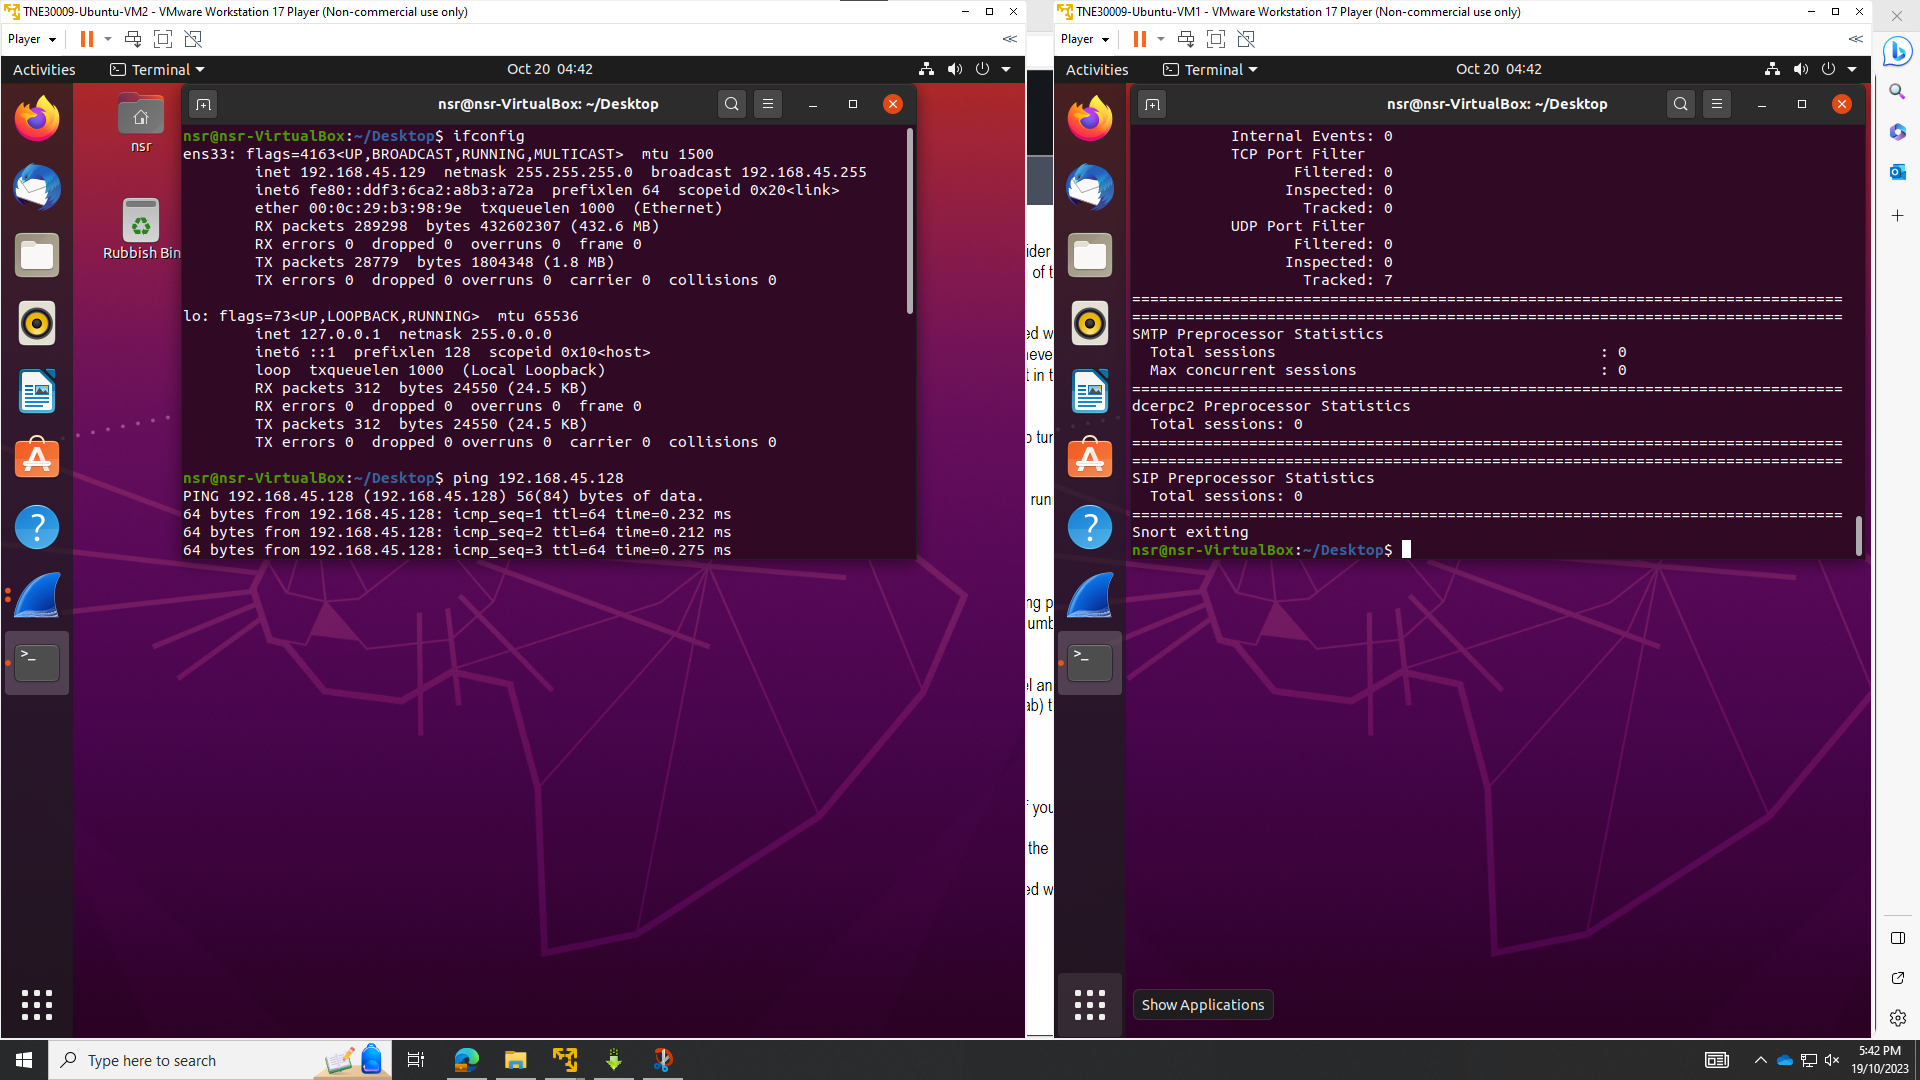 TNE30009-Ubuntu-VM2 - VMware Workstation 17 Player (Non-commercial use only)
Player
Activities
Terminal
Oct 20 04:42
nsr
Rubbish Bin
nsr@nsr-VirtualBox: ~/Desktop
nsr@nsr-VirtualBox:~/Desktop$ ifconfig
ens33: flags=4163<UP,BROADCAST,RUNNING,MULTICAST> mtu 1500
inet 192.168.45.129 netmask 255.255.255.0 broadcast 192.168.45.255
inet6 fe80::ddf3:6ca2:a8b3:a72a prefixlen 64 scopeid 0x20<link>
ether 00:0c:29:b3:98:9e txqueuelen 1000 (Ethernet)
RX packets 289298 bytes 432602307 (432.6 MB)
RX errors 0 dropped 0 overruns 0 frame 0
TX packets 28779 bytes 1804348 (1.8 MB)
TX errors 0 dropped 0 overruns 0 carrier 0 collisions 0
lo: flags=73<UP,LOOPBACK,RUNNING> mtu 65536
inet 127.0.0.1 netmask 255.0.0.0
inet6 ::1 prefixlen 128 scopeid 0x10<host>
loop txqueuelen 1000 (Local Loopback)
RX packets 312 bytes 24550 (24.5 KB)
RX errors 0 dropped 0 overruns 0 frame 0
TX packets 312 bytes 24550 (24.5 KB)
TX errors 0 dropped 0 overruns 0 carrier 0 collisions 0
nsr@nsr-VirtualBox:~/Desktop$ ping 192.168.45.128
PING 192.168.45.128 (192.168.45.128) 56(84) bytes of data.
64 bytes from 192.168.45.128: icmp_seq=1 ttl=64 time=0.232 ms
64 bytes from 192.168.45.128: icmp_seq=2 ttl=64 time=0.212 ms
64 bytes from 192.168.45.128: icmp_seq=3 ttl=64 time=0.275 ms
TNE30009-Ubuntu-VM1 - VMware Workstation 17 Player (Non-commercial use only)
Player
Activities
Terminal
Oct 20 04:42
nsr@nsr-VirtualBox: ~/Desktop
Internal Events: 0
TCP Port Filter
Filtered: 0
Inspected: 0
Tracked: 0
UDP Port Filter
Filtered: 0
Inspected: 0
Tracked: 7
===============================================================================
===============================================================================
SMTP Preprocessor Statistics
Total sessions : 0
Max concurrent sessions : 0
===============================================================================
dcerpc2 Preprocessor Statistics
Total sessions: 0
===============================================================================
===============================================================================
SIP Preprocessor Statistics
Total sessions: 0
===============================================================================
Snort exiting
nsr@nsr-VirtualBox:~/Desktop$
Show Applications
Type here to search
5:42 PM
19/10/2023